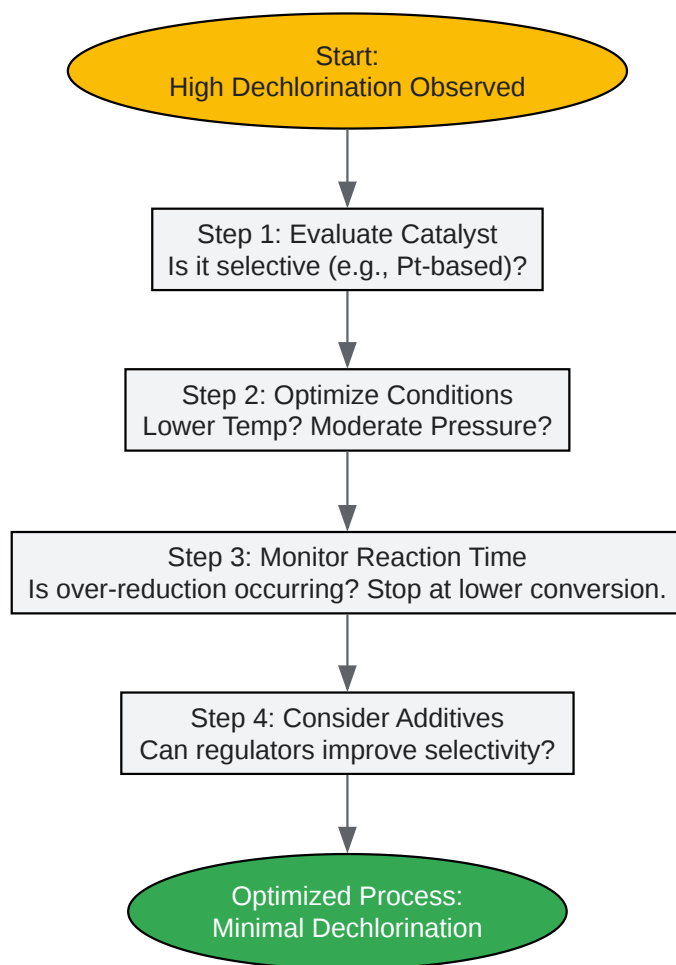 Start:
High Dechlorination Observed
Step 1: Evaluate Catalyst
Is it selective (e.g., Pt-based)?
Step 2: Optimize Conditions
Lower Temp? Moderate Pressure?
Step 3: Monitor Reaction Time
Is over-reduction occurring? Stop at lower conversion.
Step 4: Consider Additives
Can regulators improve selectivity?
Optimized Process:
Minimal Dechlorination